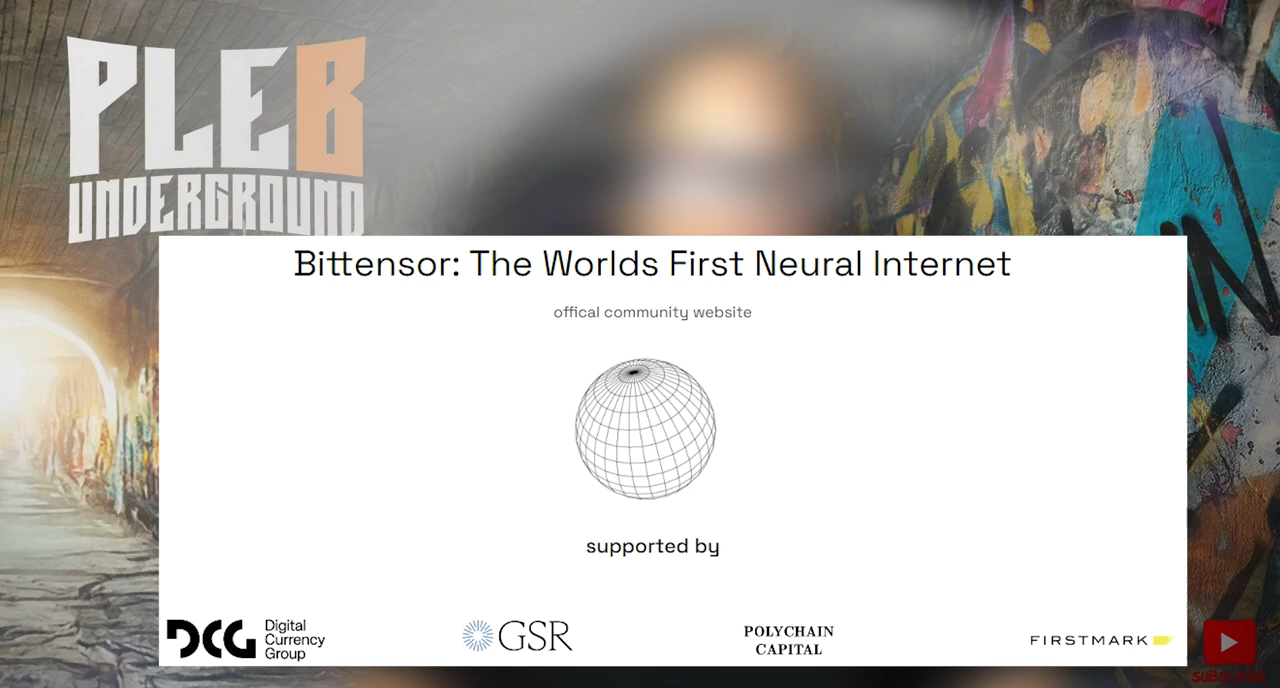 PLEB
UNDERGROUND
Bittensor: The Worlds First Neural Internet
offical community website
supported by
DCG
Digital
Currency
Group
GSR
POLYCHAIN
CAPITAL
FIRSTMARK
SUBSCRIBE